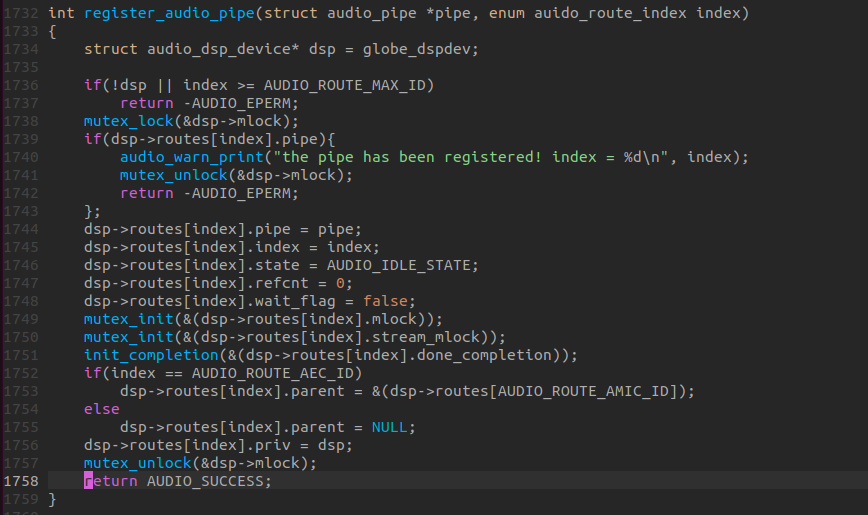 1732 int register_audio_pipe(struct audio_pipe *pipe, enum auido_route_index index)
1733 {
1734     struct audio_dsp_device* dsp = globe_dspdev;
1735
1736     if(!dsp || index >= AUDIO_ROUTE_MAX_ID)
1737         return -AUDIO_EPERM;
1738     mutex_lock(&dsp->mlock);
1739     if(dsp->routes[index].pipe){
1740         audio_warn_print("the pipe has been registered! index = %d\n", index);
1741         mutex_unlock(&dsp->mlock);
1742         return -AUDIO_EPERM;
1743     };
1744     dsp->routes[index].pipe = pipe;
1745     dsp->routes[index].index = index;
1746     dsp->routes[index].state = AUDIO_IDLE_STATE;
1747     dsp->routes[index].refcnt = 0;
1748     dsp->routes[index].wait_flag = false;
1749     mutex_init(&(dsp->routes[index].mlock));
1750     mutex_init(&(dsp->routes[index].stream_mlock));
1751     init_completion(&(dsp->routes[index].done_completion));
1752     if(index == AUDIO_ROUTE_AEC_ID)
1753         dsp->routes[index].parent = &(dsp->routes[AUDIO_ROUTE_AMIC_ID]);
1754     else
1755         dsp->routes[index].parent = NULL;
1756     dsp->routes[index].priv = dsp;
1757     mutex_unlock(&dsp->mlock);
1758     return AUDIO_SUCCESS;
1759 }